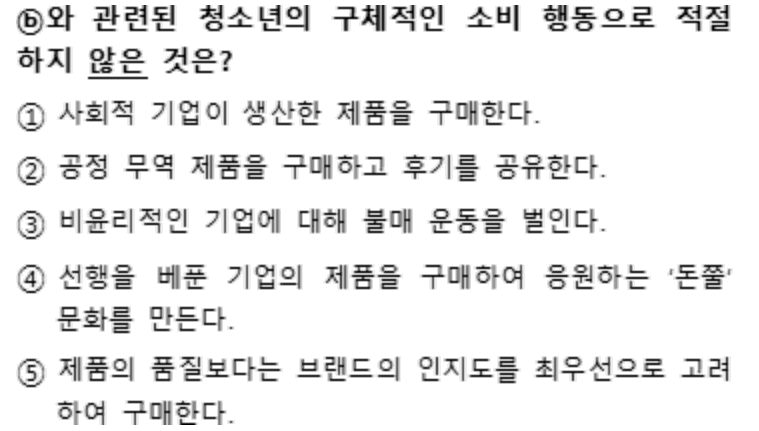 ⓑ와 관련된 청소년의 구체적인 소비 행동으로 적절
하지 않은 것은?
① 사회적 기업이 생산한 제품을 구매한다.
② 공정 무역 제품을 구매하고 후기를 공유한다.
③ 비윤리적인 기업에 대해 불매 운동을 벌인다.
④ 선행을 베푼 기업의 제품을 구매하여 응원하는 '돈쭐'
문화를 만든다.
⑤ 제품의 품질보다는 브랜드의 인지도를 최우선으로 고려
하여 구매한다.